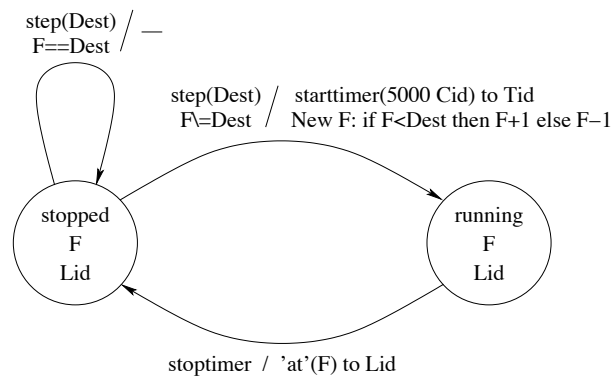 step(Dest) / —
F==Dest
step(Dest) / starttimer(5000 Cid) to Tid
F\=Dest New F: if F<Dest then F+1 else F−1
stopped
F
Lid
running
F
Lid
stoptimer / 'at'(F) to Lid